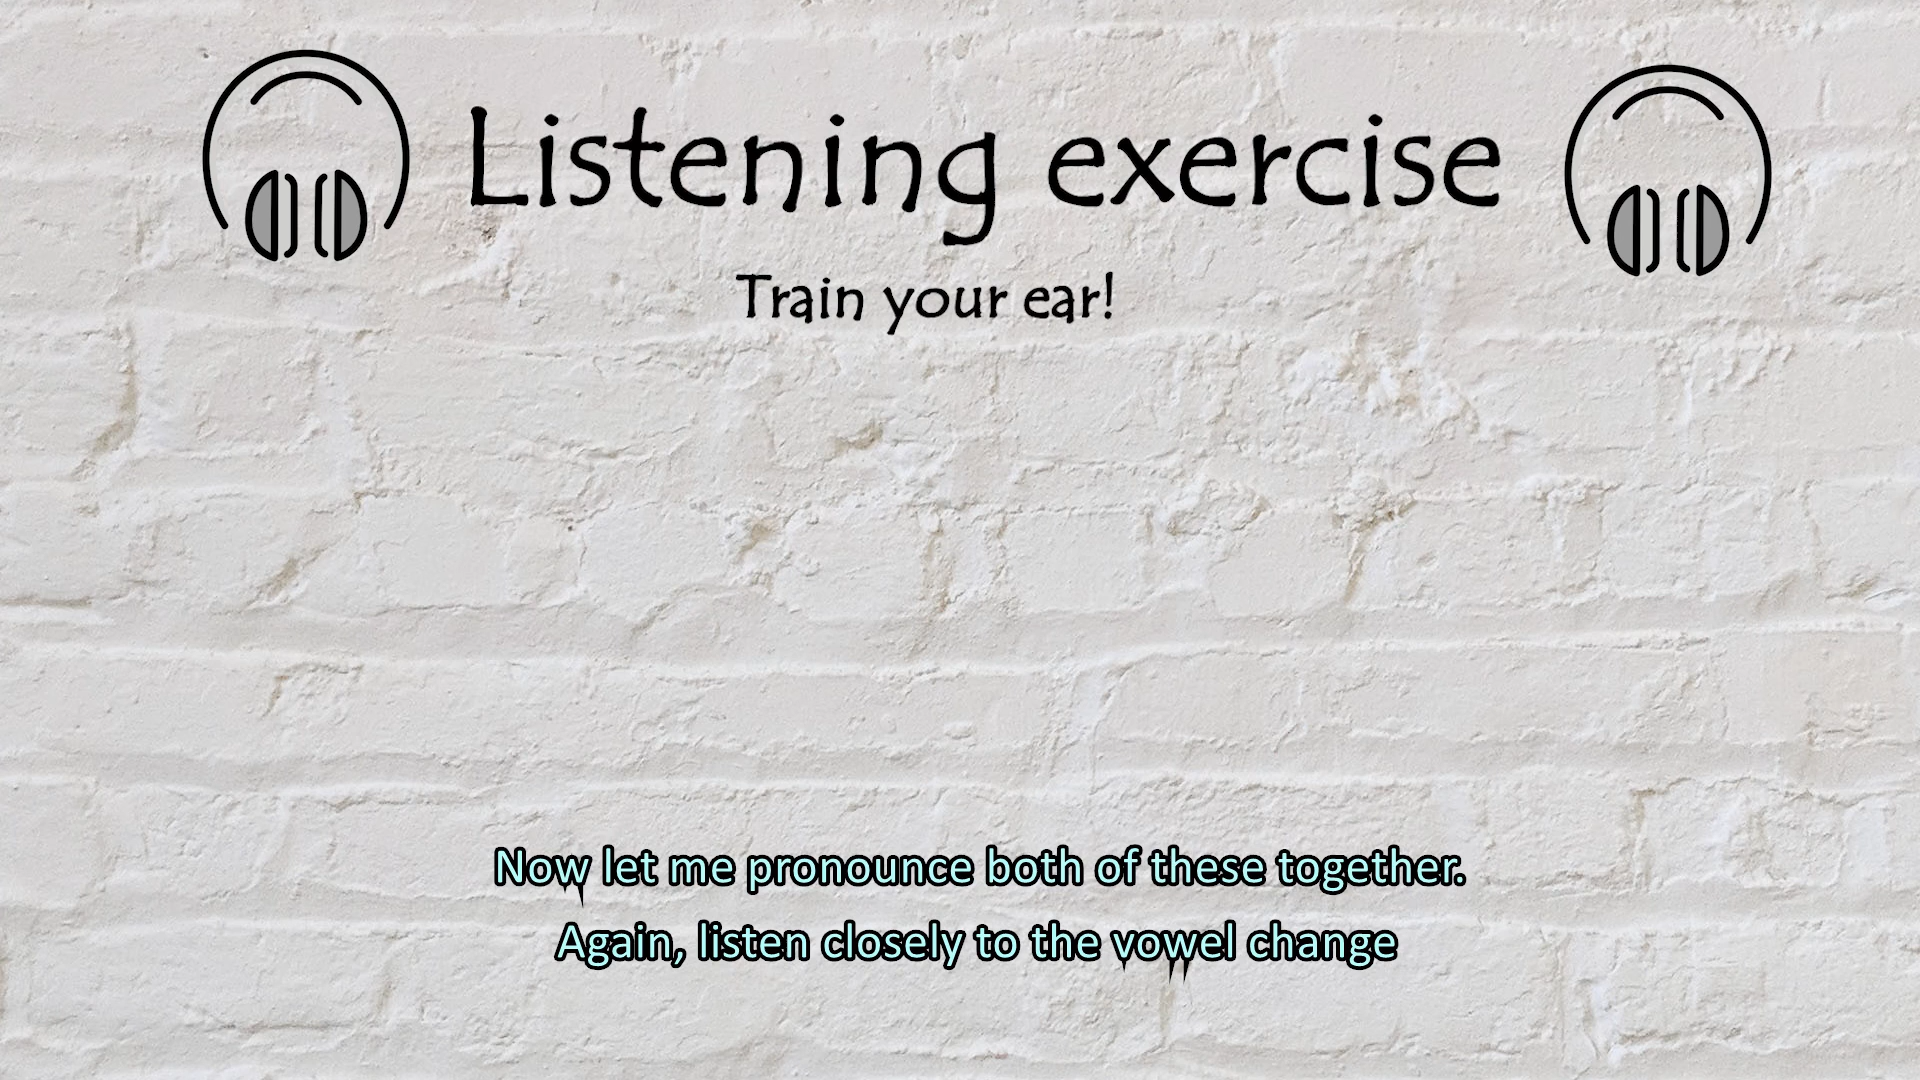 Listening exercise
Train your ear!
Now let me pronounce both of these together.
Again, listen closely to the vowel change